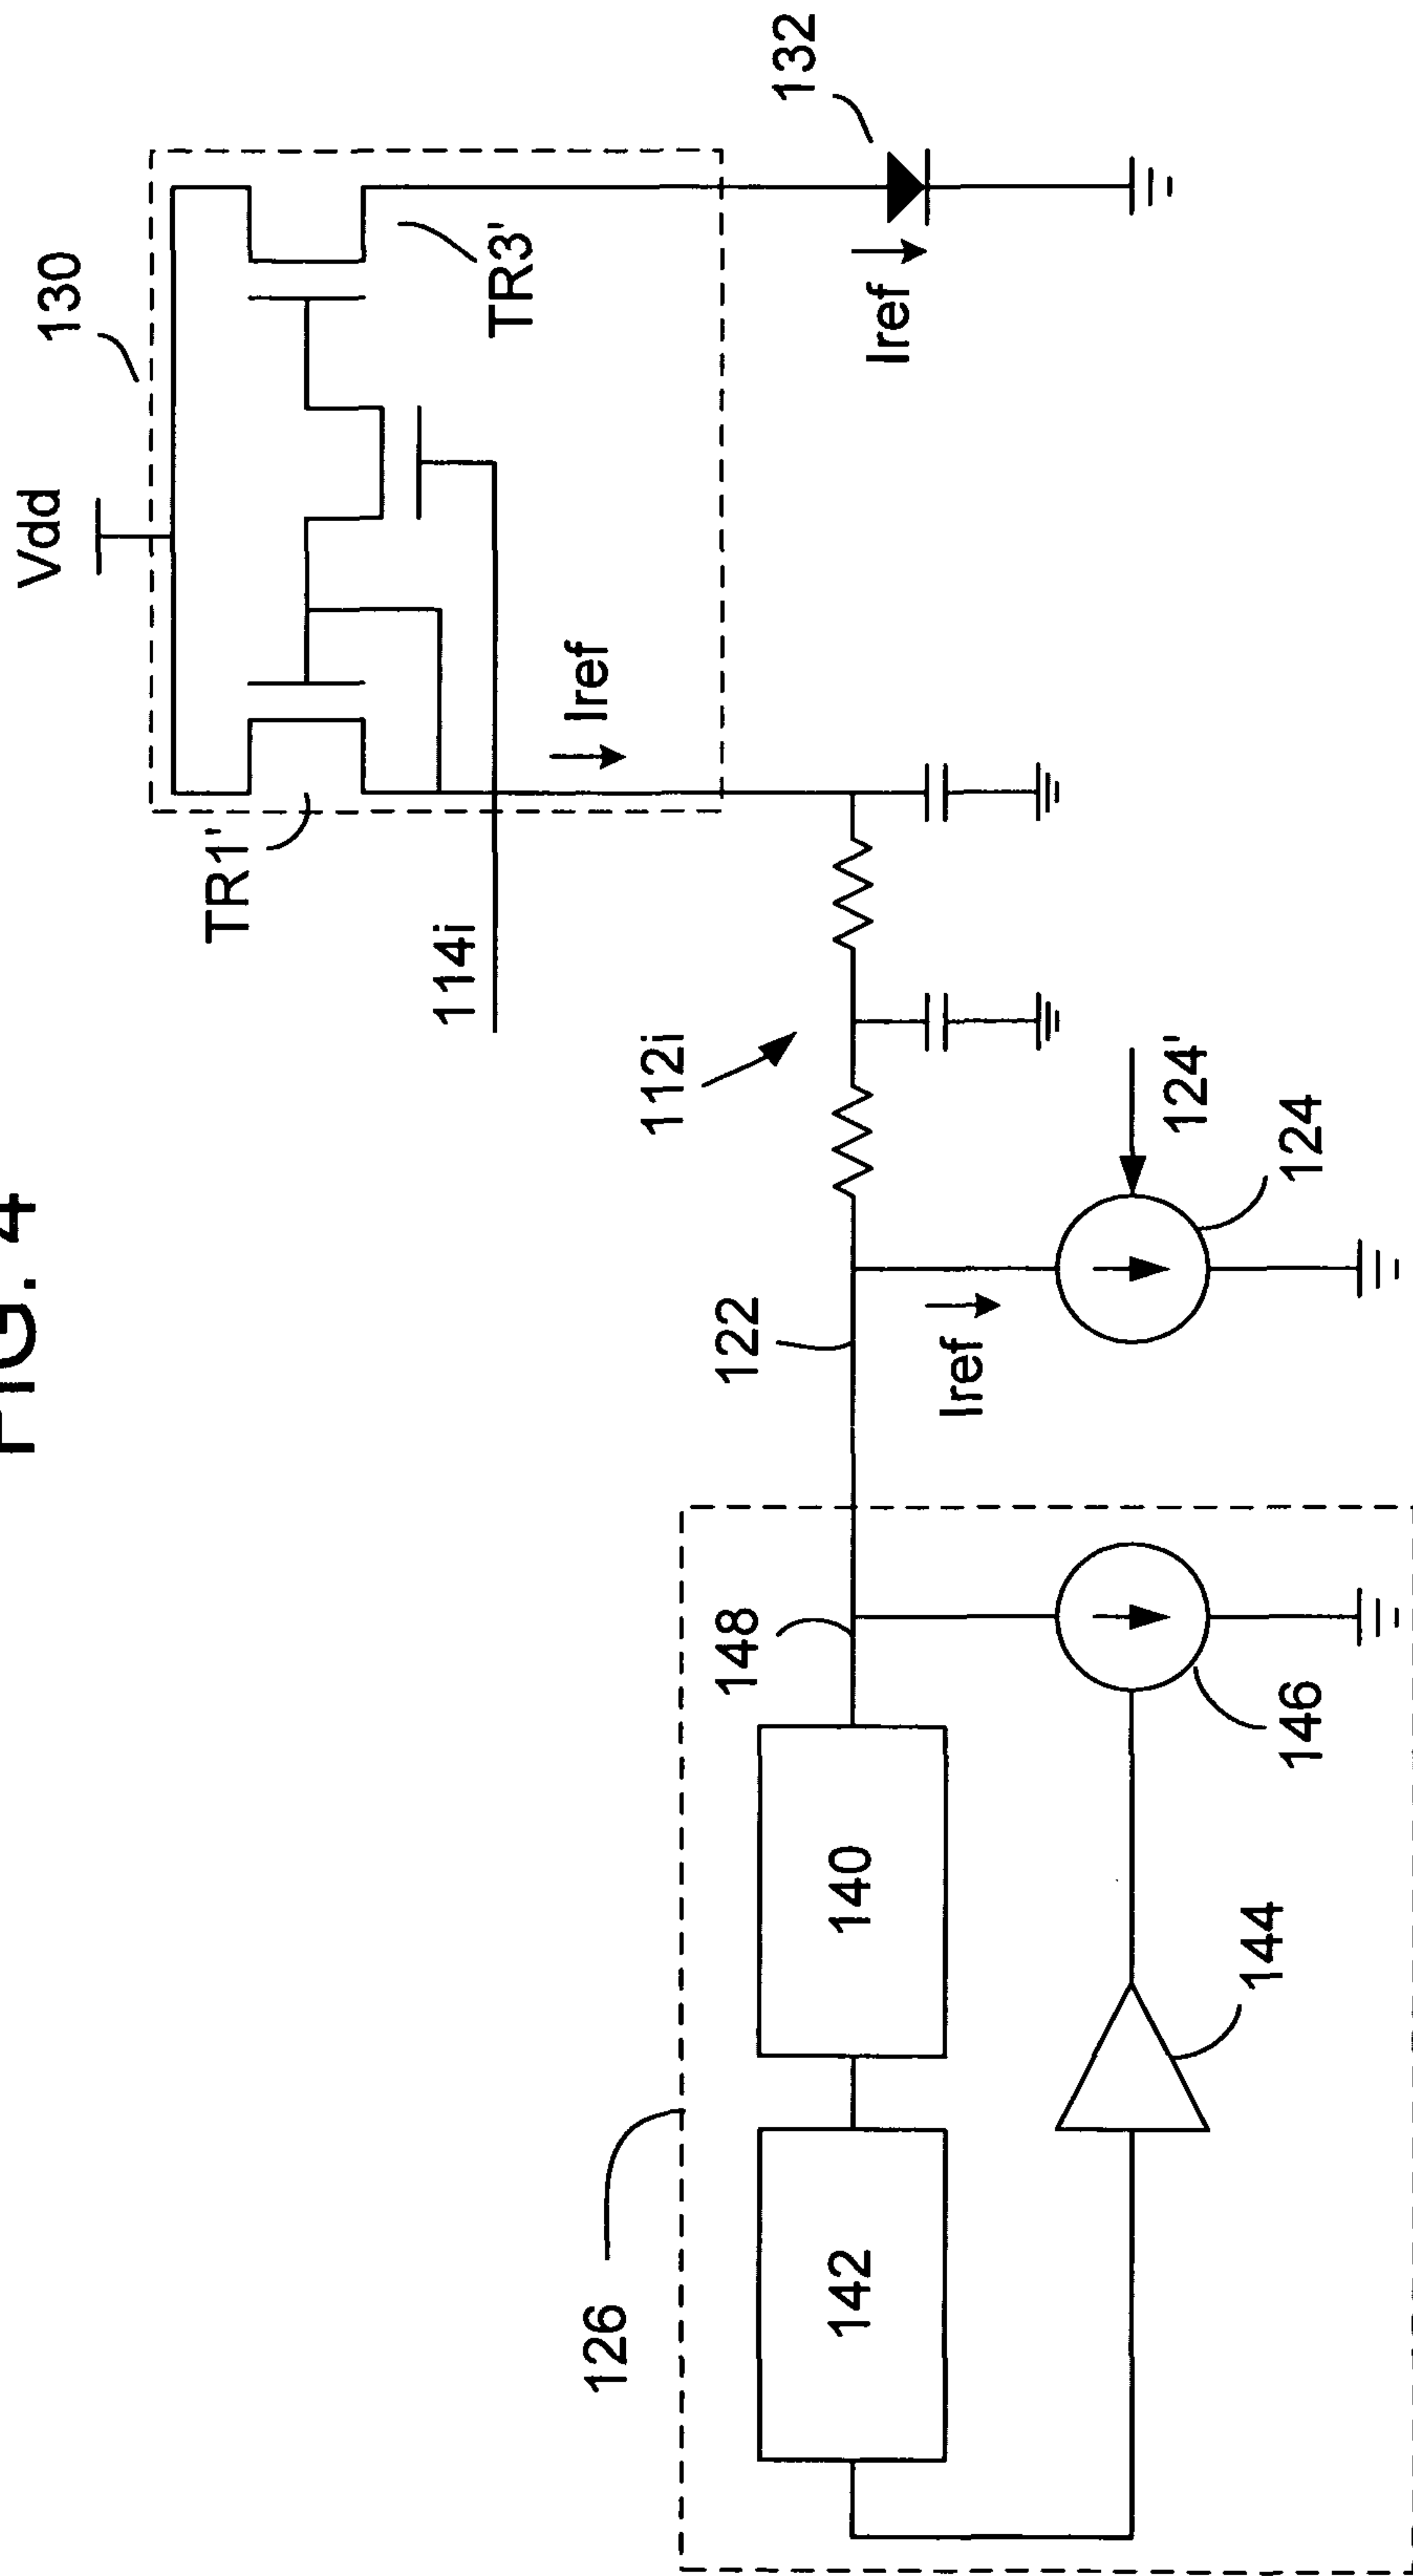 FIG. 4
Vdd
130
132
TR1'
TR3'
114i
Iref
Iref
112i
122
124'
124
Iref
126
148
140
142
146
144